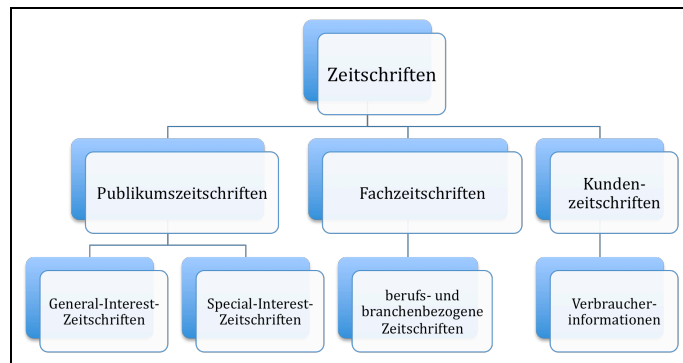 Zeitschriften
Publikumszeitschriften
Fachzeitschriften
Kunden-
zeitschriften
General-Interest-
Zeitschriften
Special-Interest-
Zeitschriften
berufs- und
branchenbezogene
Zeitschriften
Verbraucher-
informationen